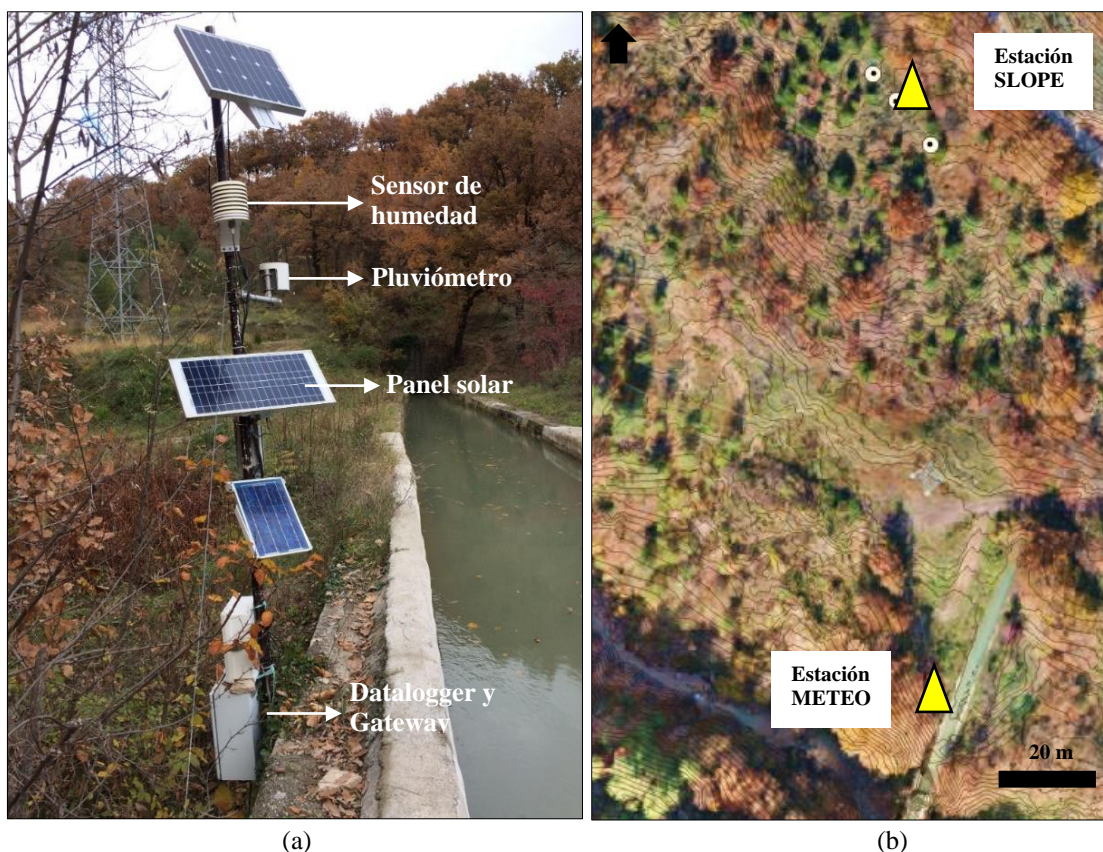 Sensor de
humedad
Pluviómetro
Panel solar
Datalogger y
Gateway
(a)
Estación
SLOPE
Estación
METEO
20 m
(b)